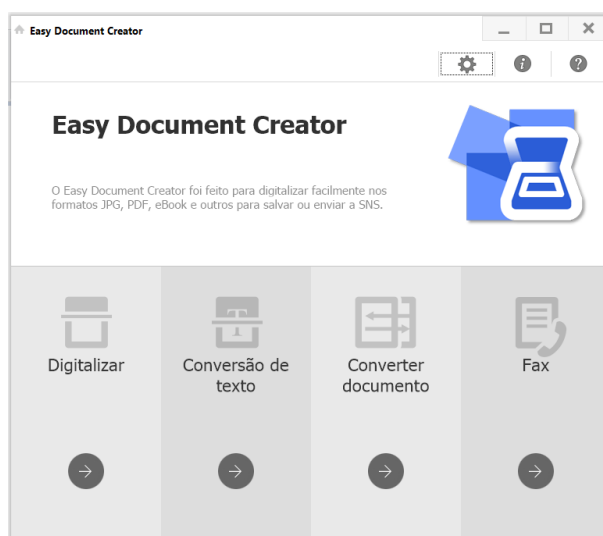 Easy Document Creator
Easy Document Creator
O Easy Document Creator foi feito para digitalizar facilmente nos
formatos JPG, PDF, eBook e outros para salvar ou enviar a SNS.
Digitalizar
Conversão de
texto
Converter
documento
Fax